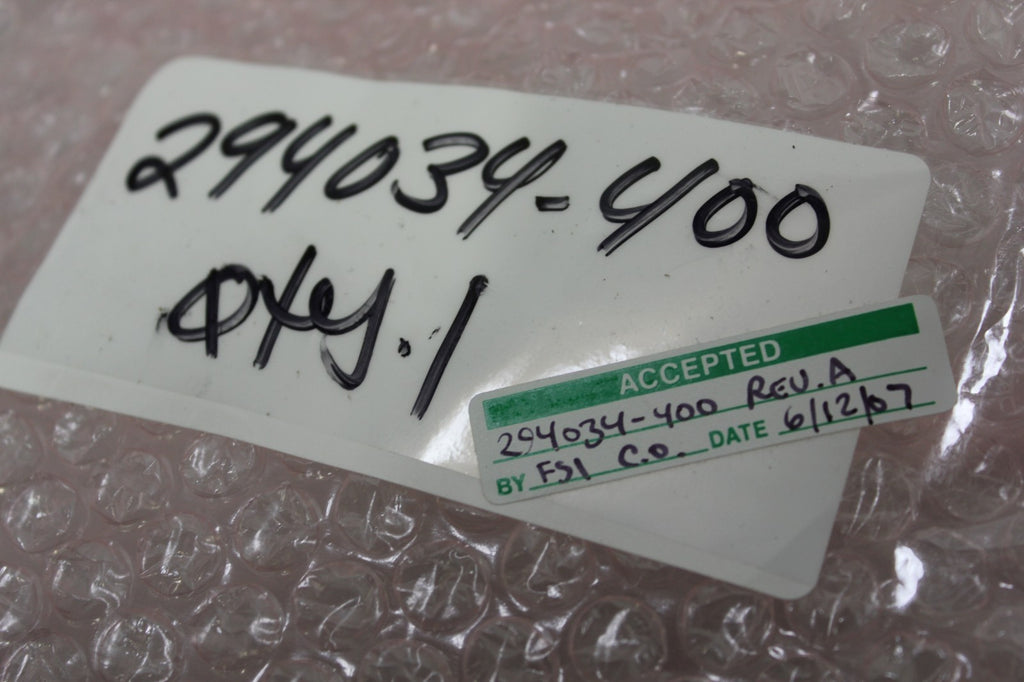 294034-400
Qty. 1
ACCEPTED
294034-400 REV. A
BY FSI C.O. DATE 6/12/07